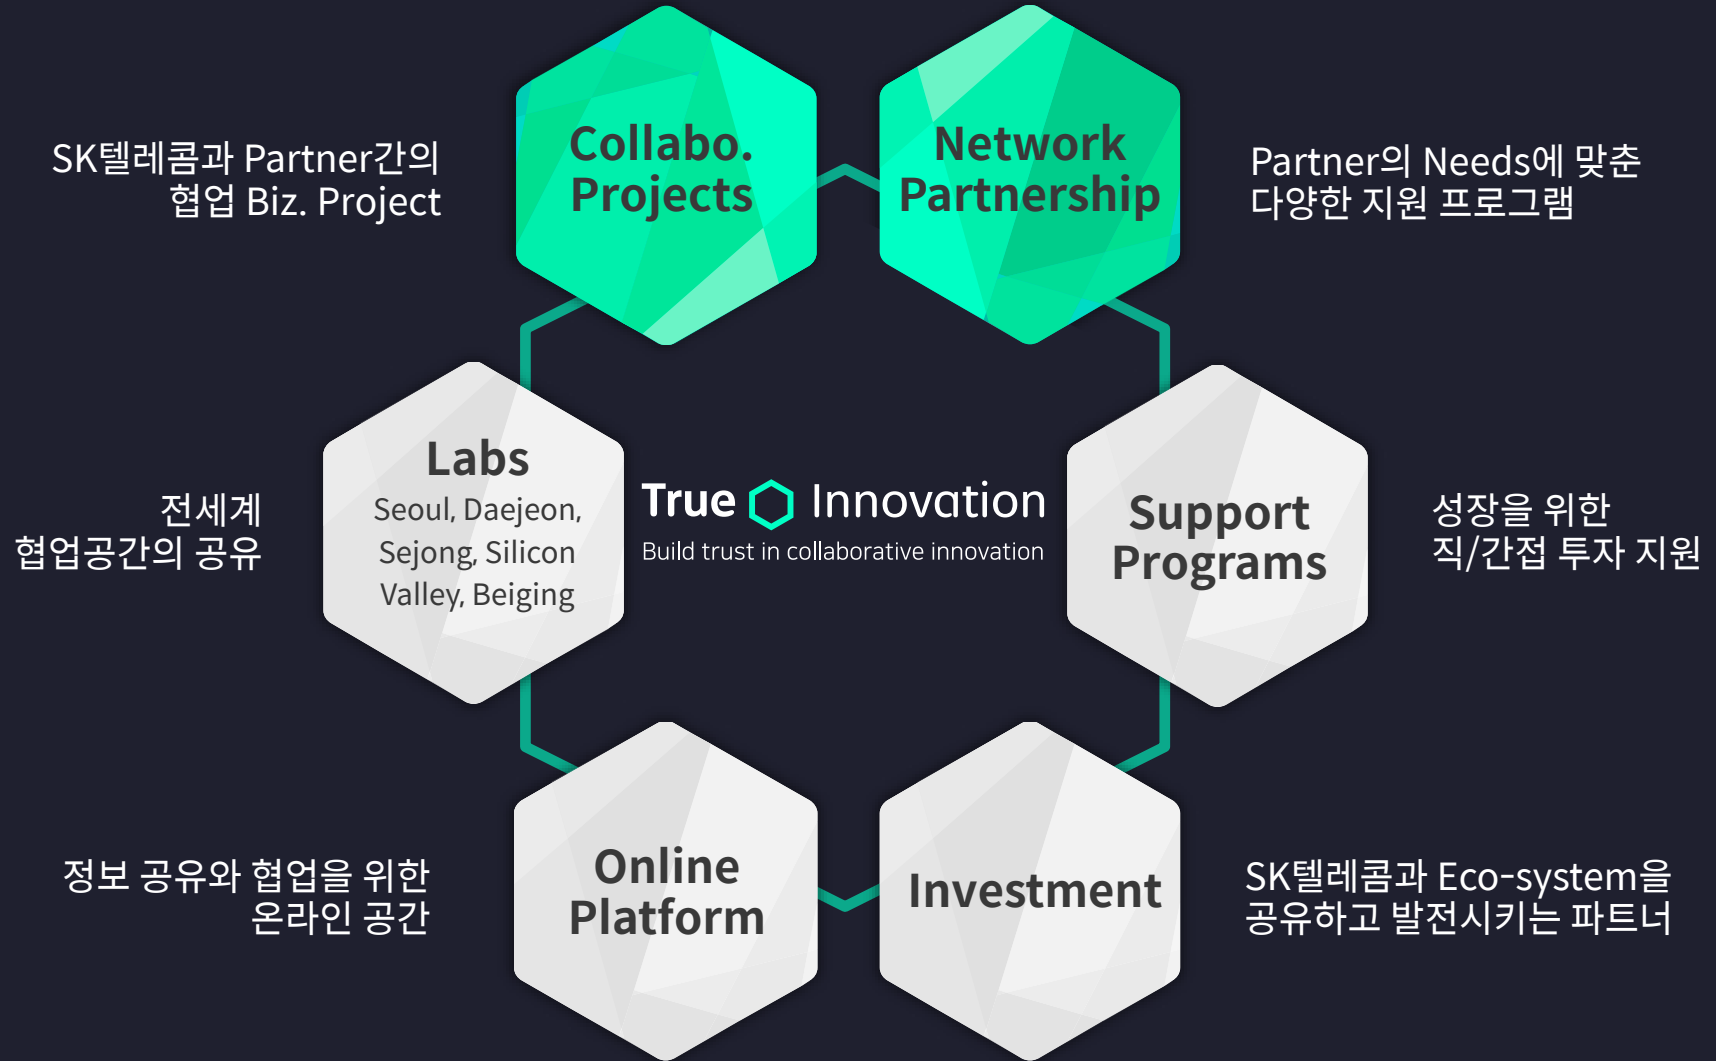 Collabo.
Projects
Network
Partnership
SK텔레콤과 Partner간의
협업 Biz. Project
Partner의 Needs에 맞춘
다양한 지원 프로그램
Labs
Seoul, Daejeon,
Sejong, Silicon
Valley, Beiging
전세계
협업공간의 공유
True Innovation
Build trust in collaborative innovation
Support
Programs
성장을 위한
직/간접 투자 지원
정보 공유와 협업을 위한
온라인 공간
Online
Platform
Investment
SK텔레콤과 Eco-system을
공유하고 발전시키는 파트너